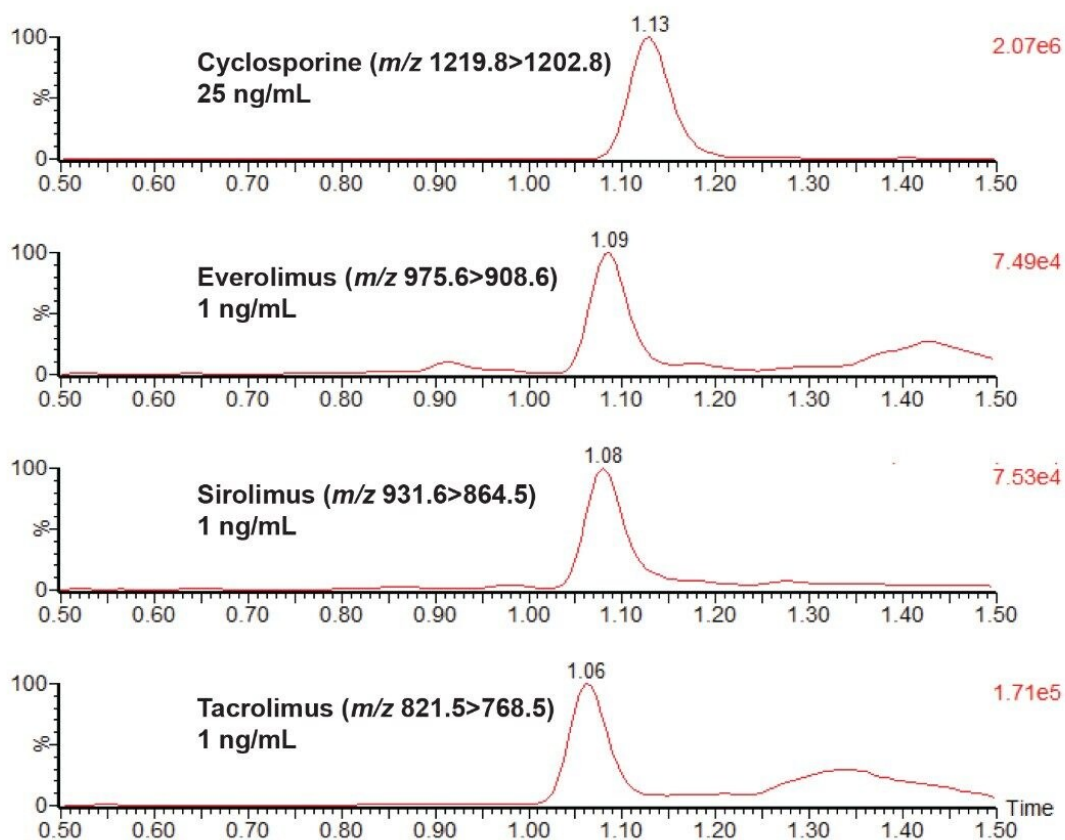 1.13
100
2.07e6
Cyclosporine (m/z 1219.8>1202.8)
25 ng/mL
%
0
0.50 0.60 0.70 0.80 0.90 1.00 1.10 1.20 1.30 1.40 1.50
1.09
100
7.49e4
Everolimus (m/z 975.6>908.6)
1 ng/mL
%
0
0.50 0.60 0.70 0.80 0.90 1.00 1.10 1.20 1.30 1.40 1.50
1.08
100
7.53e4
Sirolimus (m/z 931.6>864.5)
1 ng/mL
%
0
0.50 0.60 0.70 0.80 0.90 1.00 1.10 1.20 1.30 1.40 1.50
1.06
100
1.71e5
Tacrolimus (m/z 821.5>768.5)
1 ng/mL
%
0
Time
0.50 0.60 0.70 0.80 0.90 1.00 1.10 1.20 1.30 1.40 1.50